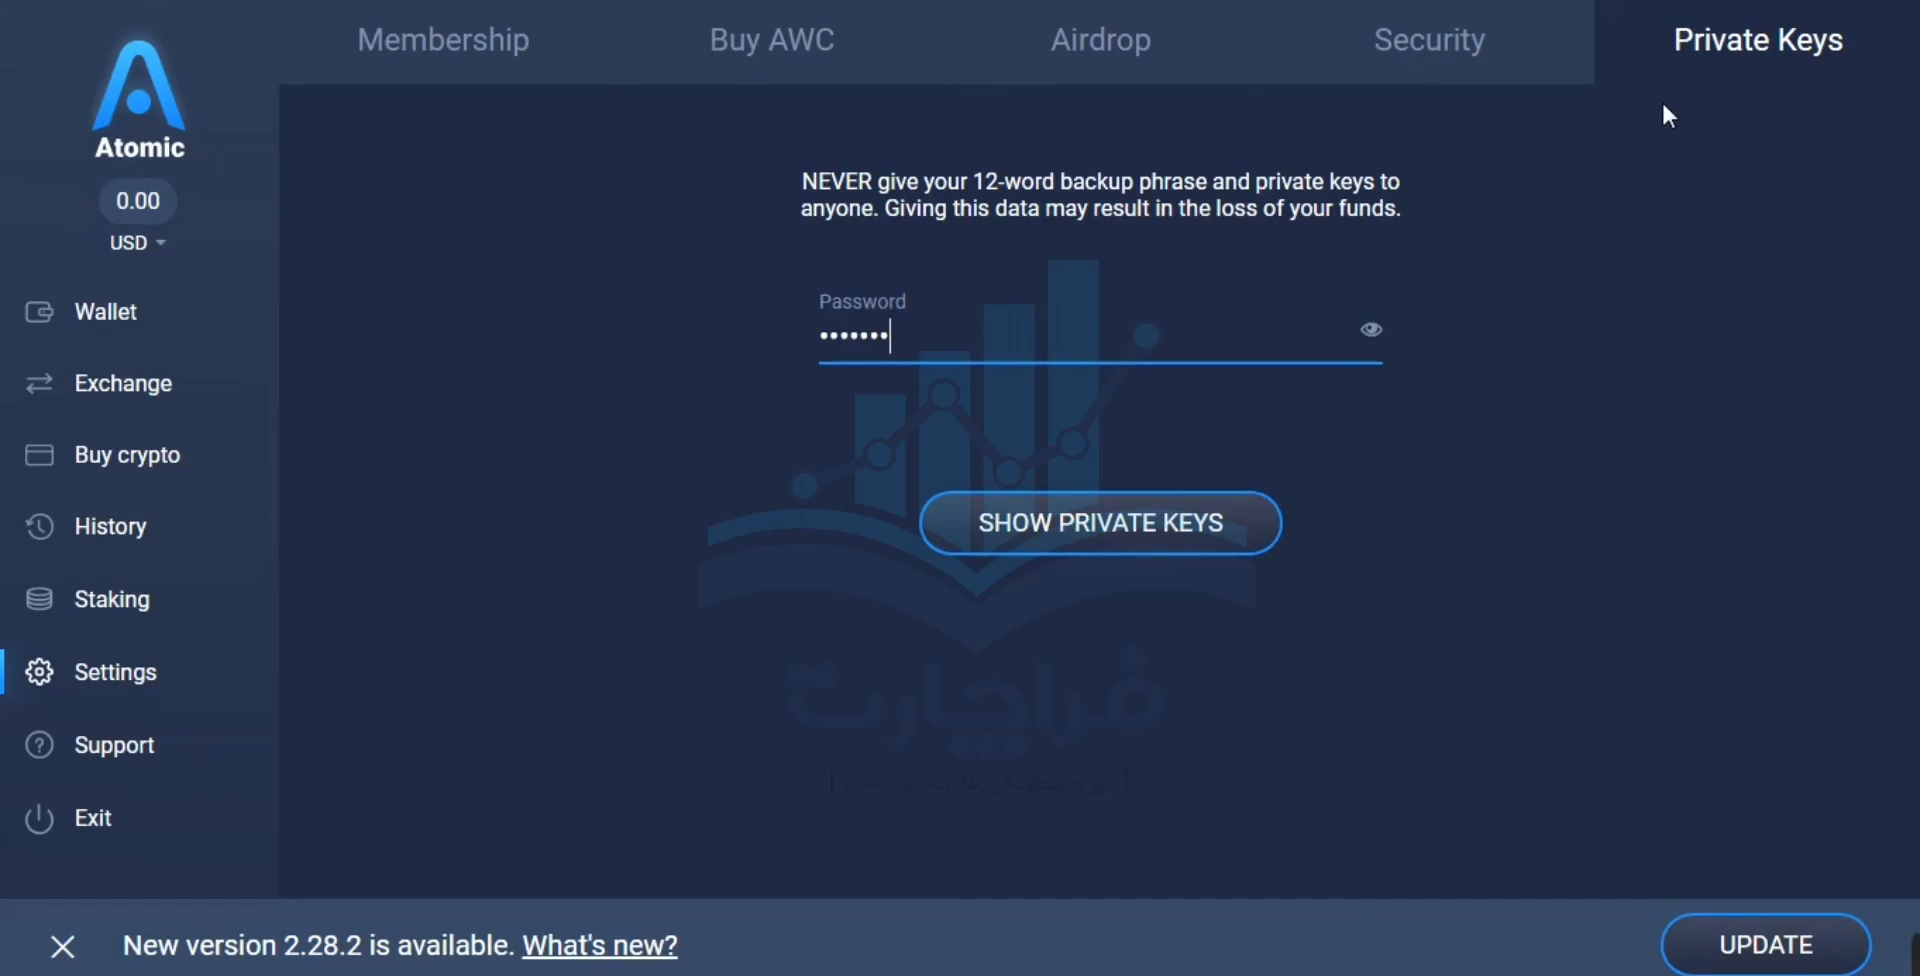 Membership
Buy AWC
Airdrop
Security
Private Keys
Atomic
0.00
USD
Wallet
Exchange
Buy crypto
History
Staking
Settings
Support
Exit
NEVER give your 12-word backup phrase and private keys to
anyone. Giving this data may result in the loss of your funds.
Password
•••••••
SHOW PRIVATE KEYS
فراچارت
New version 2.28.2 is available. What's new?
UPDATE